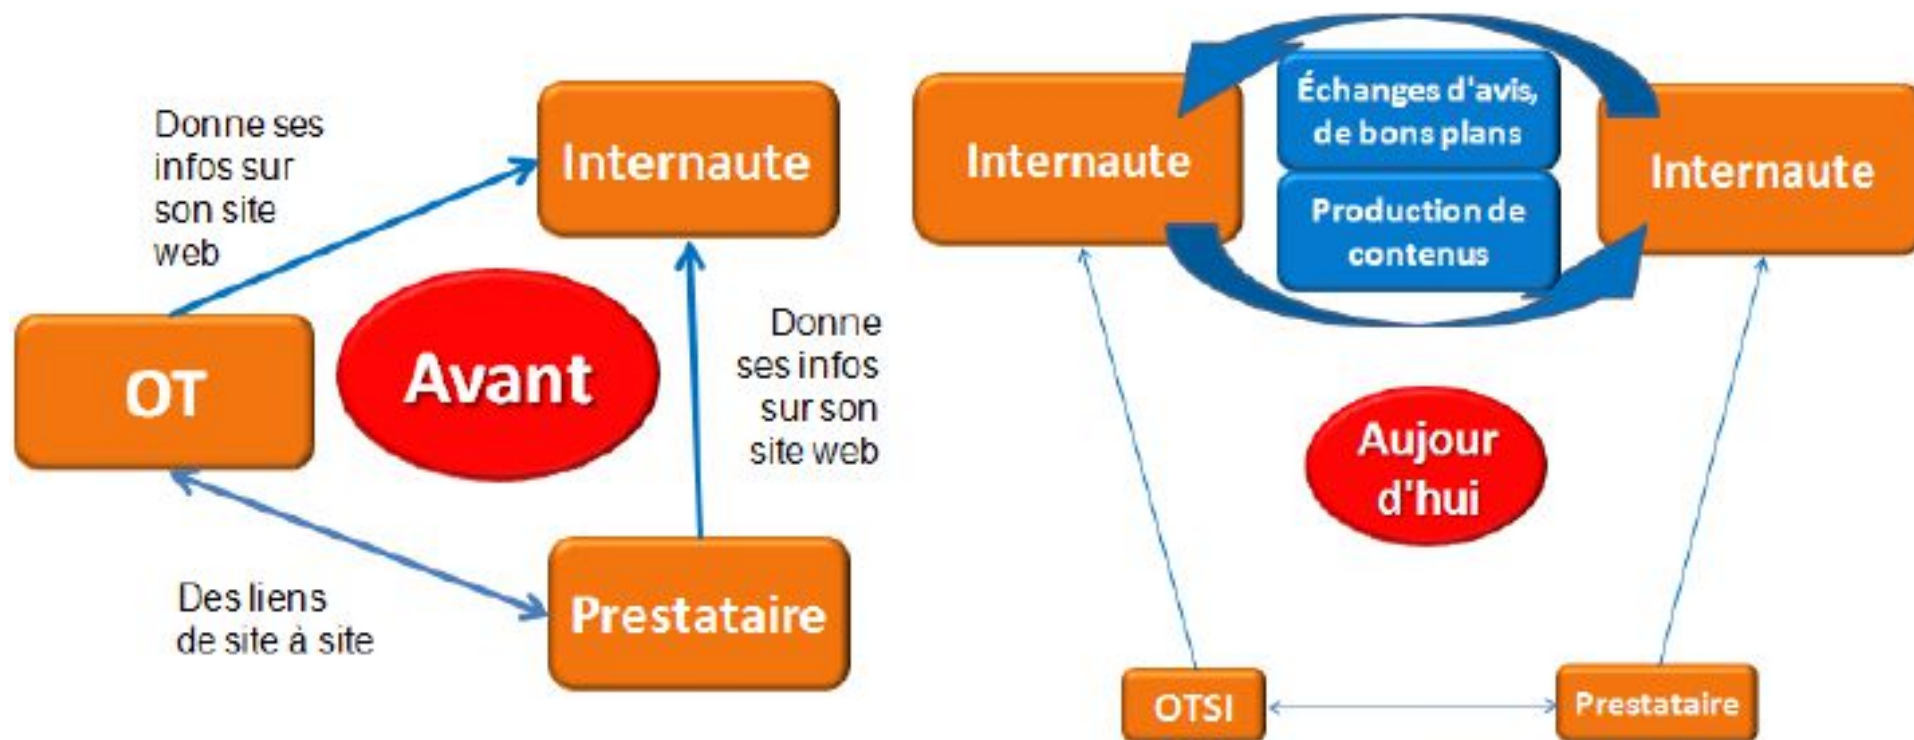 Donne ses
infos sur
son site
web
Internaute
OT
Avant
Donne
ses infos
sur son
site web
Des liens
de site à site
Prestataire
Internaute
Échanges d'avis,
de bons plans
Production de
contenus
Internaute
Aujour
d'hui
OTSI
Prestataire